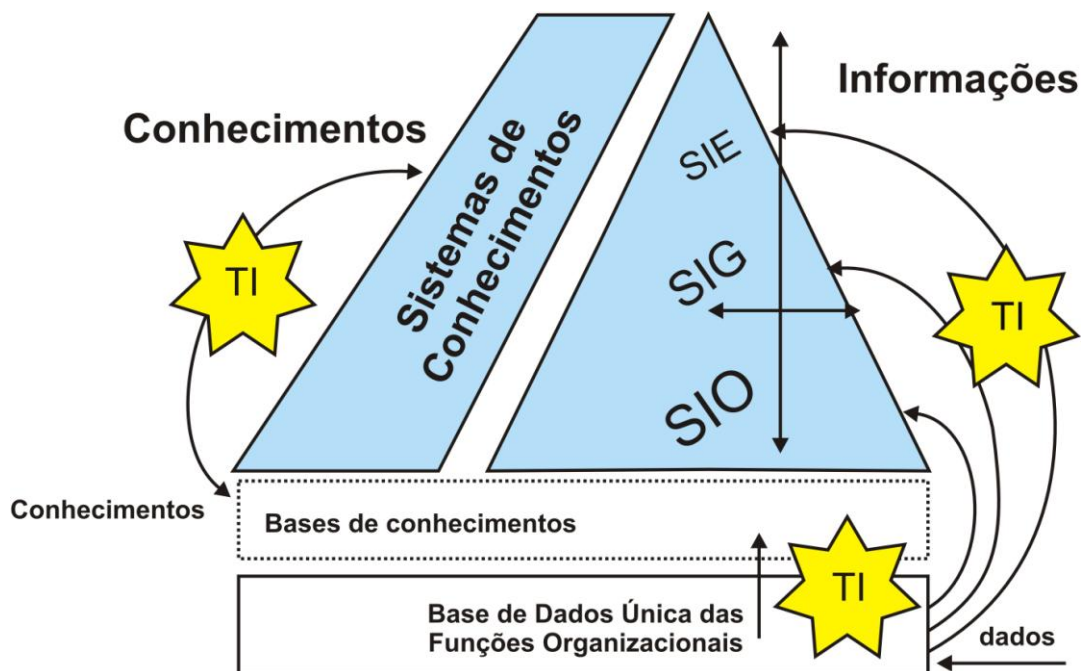 Informações
Conhecimentos
Sistemas de
Conhecimentos
SIE
TI
SIG
TI
SIO
Conhecimentos
Bases de conhecimentos
TI
Base de Dados Única das
Funções Organizacionais
dados